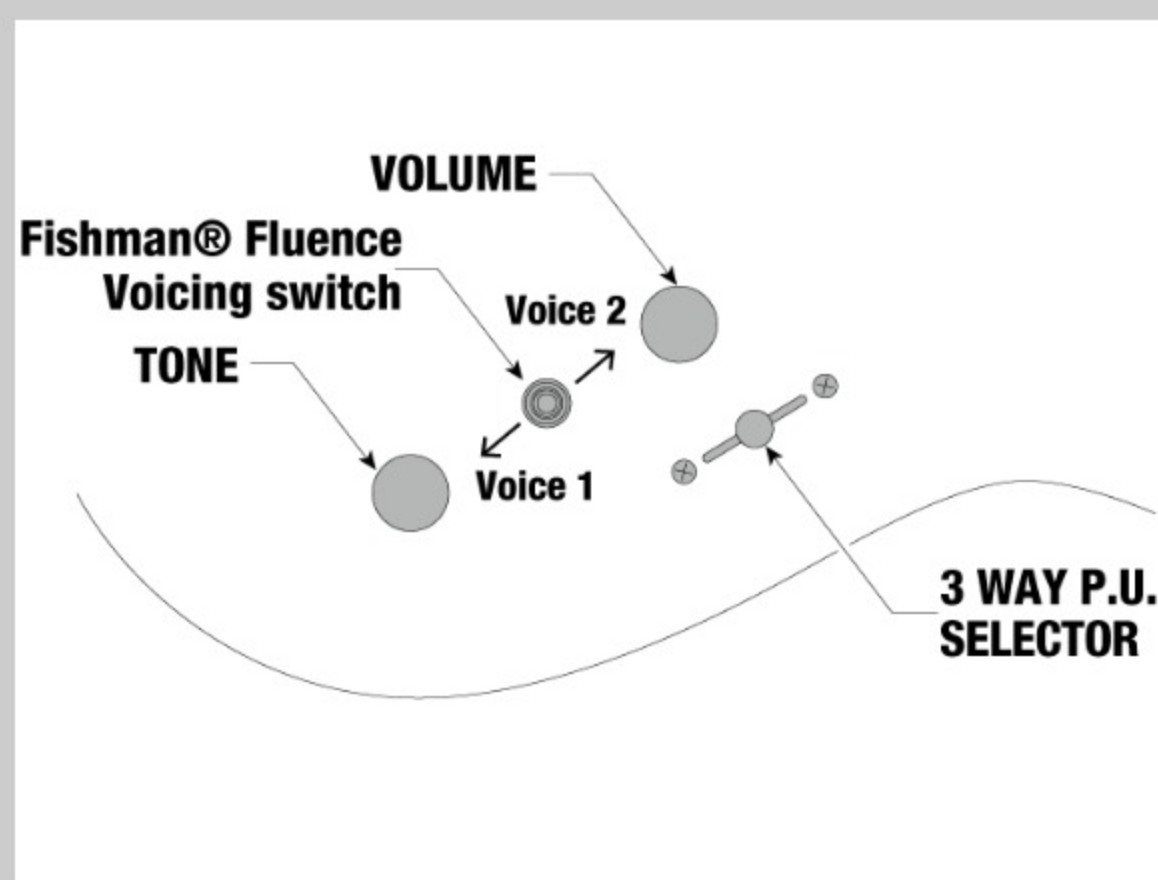 VOLUME
Fishman® Fluence
Voicing switch
Voice 2
TONE
Voice 1
3 WAY P.U.
SELECTOR